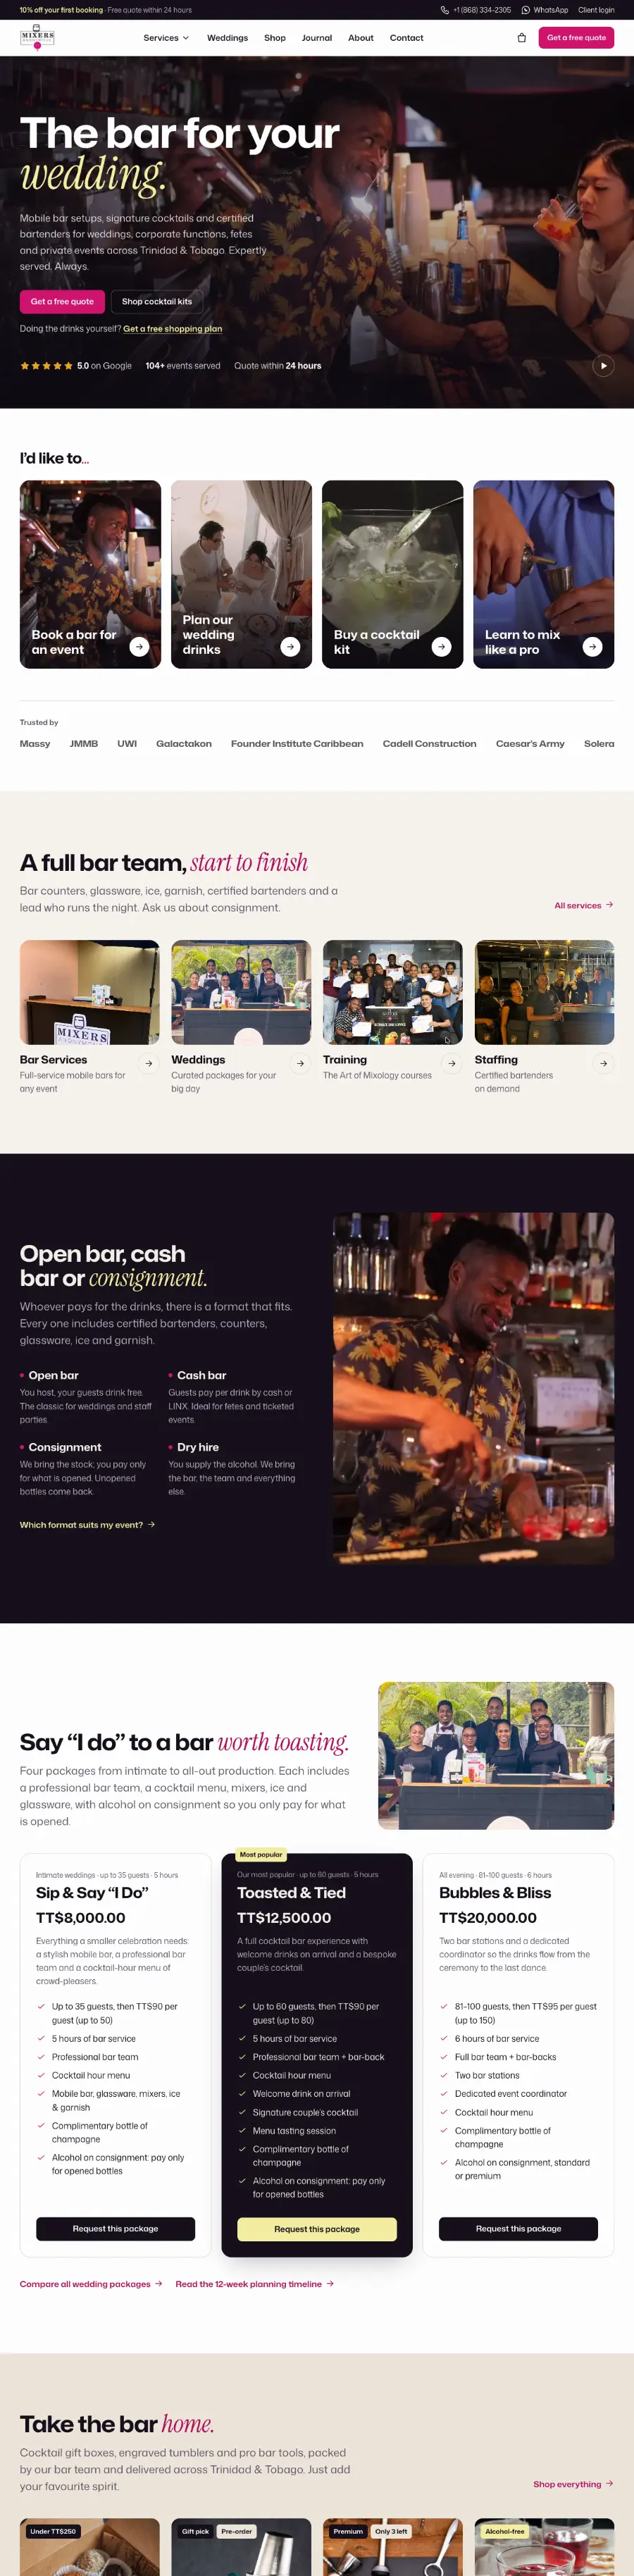 10% off your first booking · Free quote within 24 hours
+1 (868) 334-2305 WhatsApp Client login
MIXERS
Services Weddings Shop Journal About Contact
Get a free quote
The bar for your
wedding.
Mobile bar setups, signature cocktails and certified
bartenders for weddings, corporate functions, fetes
and private events across Trinidad & Tobago. Expertly
served. Always.
Get a free quote Shop cocktail kits
Doing the drinks yourself? Get a free shopping plan
5.0 on Google 104+ events served Quote within 24 hours
I'd like to...
Book a bar for
an event
Plan our
wedding
drinks
Buy a cocktail
kit
Learn to mix
like a pro
Trusted by
Massy JMMB UWI Galactakon Founder Institute Caribbean Cadell Construction Caesar's Army Solera
A full bar team, start to finish
Bar counters, glassware, ice, garnish, certified bartenders and a
lead who runs the night. Ask us about consignment.
All services
MIXERS
Bar Services
Full-service mobile bars for
any event
Weddings
Curated packages for your
big day
Training
The Art of Mixology courses
Staffing
Certified bartenders
on demand
Open bar, cash
bar or consignment.
Whoever pays for the drinks, there is a format that fits.
Every one includes certified bartenders, counters,
glassware, ice and garnish.
Open bar
You host, your guests drink free.
The classic for weddings and staff
parties.
Cash bar
Guests pay per drink by cash or
LINX. Ideal for fetes and ticketed
events.
Consignment
We bring the stock; you pay only
for what is opened. Unopened
bottles come back.
Dry hire
You supply the alcohol. We bring
the bar, the team and everything
else.
Which format suits my event?
Say “I do” to a bar worth toasting.
Four packages from intimate to all-out production. Each includes
a professional bar team, a cocktail menu, mixers, ice and
glassware, with alcohol on consignment so you only pay for what
is opened.
Intimate weddings · up to 35 guests · 5 hours
Sip & Say “I Do”
TT$8,000.00
Everything a smaller celebration needs:
a stylish mobile bar, a professional bar
team and a cocktail-hour menu of
crowd-pleasers.
Up to 35 guests, then TT$90 per
guest (up to 50)
5 hours of bar service
Professional bar team
Cocktail hour menu
Mobile bar, glassware, mixers, ice
& garnish
Complimentary bottle of
champagne
Alcohol on consignment: pay only
for opened bottles
Request this package
Most popular
Our most popular · up to 60 guests · 5 hours
Toasted & Tied
TT$12,500.00
A full cocktail bar experience with
welcome drinks on arrival and a bespoke
couple's cocktail.
Up to 60 guests, then TT$90 per
guest (up to 80)
5 hours of bar service
Professional bar team + bar-back
Cocktail hour menu
Welcome drink on arrival
Signature couple's cocktail
Menu tasting session
Complimentary bottle of
champagne
Alcohol on consignment: pay only
for opened bottles
Request this package
All evening · 81–100 guests · 6 hours
Bubbles & Bliss
TT$20,000.00
Two bar stations and a dedicated
coordinator so the drinks flow from the
ceremony to the last dance.
81–100 guests, then TT$95 per guest
(up to 150)
6 hours of bar service
Full bar team + bar-backs
Two bar stations
Dedicated event coordinator
Cocktail hour menu
Complimentary bottle of
champagne
Alcohol on consignment, standard
or premium
Request this package
Compare all wedding packages Read the 12-week planning timeline
Take the bar home.
Cocktail gift boxes, engraved tumblers and pro bar tools, packed
by our bar team and delivered across Trinidad & Tobago. Just add
your favourite spirit.
Shop everything
Under TT$250
Gift pick Pre-order
Premium Only 3 left
Alcohol-free